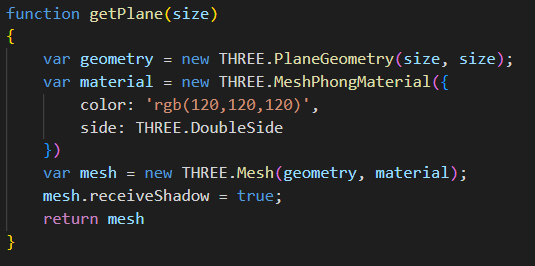 function getPlane(size)
{
    var geometry = new THREE.PlaneGeometry(size, size);
    var material = new THREE.MeshPhongMaterial({
        color: 'rgb(120,120,120)',
        side: THREE.DoubleSide
    })
    var mesh = new THREE.Mesh(geometry, material);
    mesh.receiveShadow = true;
    return mesh
}